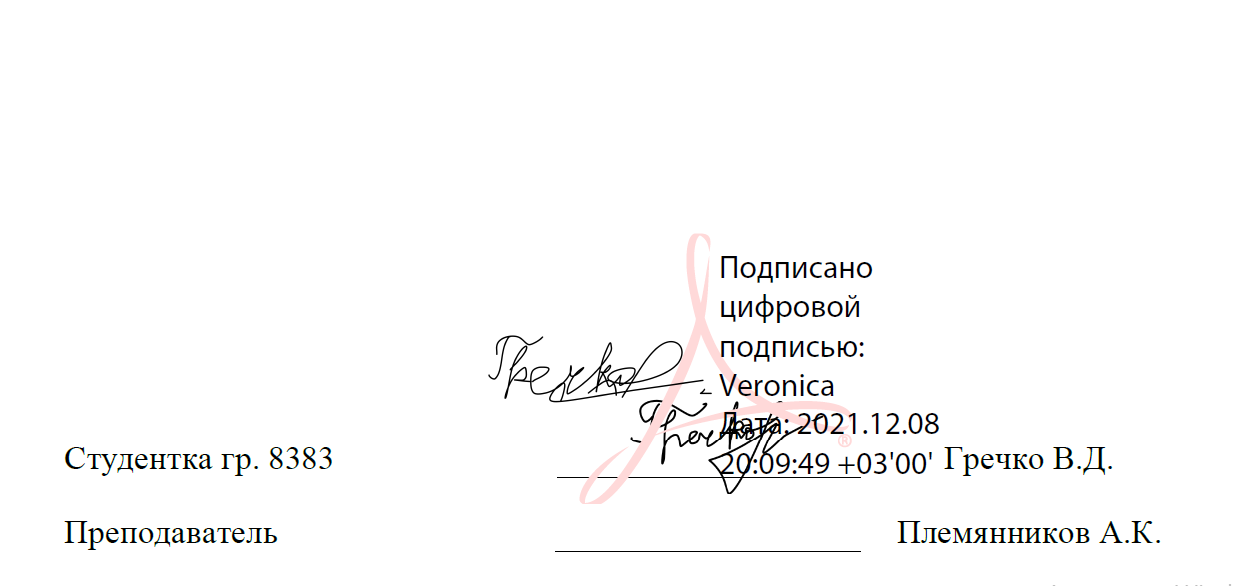 Подписано
цифровой
подписью:
Veronica
Дата: 2021.12.08
20:09:49 +03'00'
Гречко
Студентка гр. 8383 Гречко В.Д.
Преподаватель Племянников А.К.